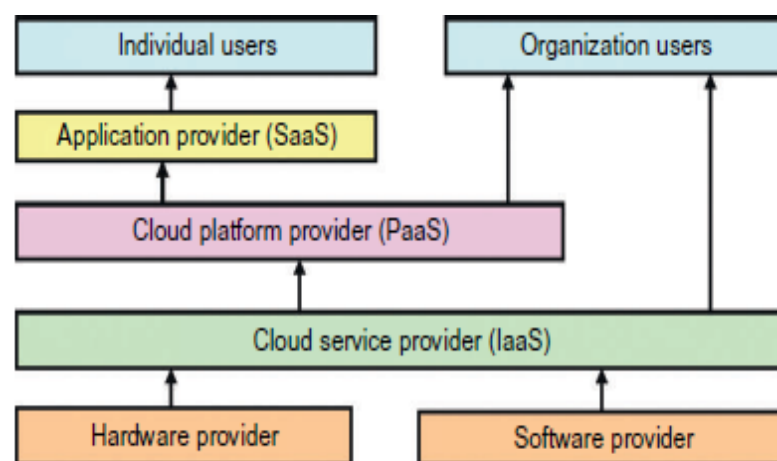 Individual users
Organization users
Application provider (SaaS)
Cloud platform provider (PaaS)
Cloud service provider (IaaS)
Hardware provider
Software provider